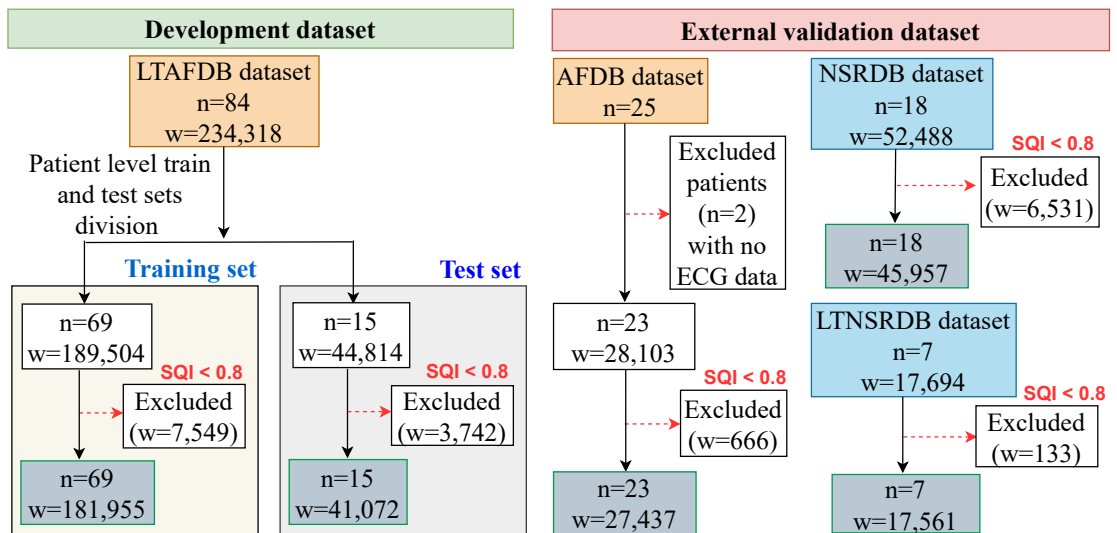 Development dataset
LTAFDB dataset
n=84
w=234,318
Patient level train
and test sets
division
Training set
n=69
w=189,504
SQI < 0.8
Excluded
(w=7,549)
n=69
w=181,955
Test set
n=15
w=44,814
SQI < 0.8
Excluded
(w=3,742)
n=15
w=41,072
External validation dataset
AFDB dataset
n=25
Excluded
patients
(n=2)
with no
ECG data
n=23
w=28,103
SQI < 0.8
Excluded
(w=666)
n=23
w=27,437
NSRDB dataset
n=18
w=52,488
SQI < 0.8
Excluded
(w=6,531)
n=18
w=45,957
LTNSRDB dataset
n=7
w=17,694
SQI < 0.8
Excluded
(w=133)
n=7
w=17,561